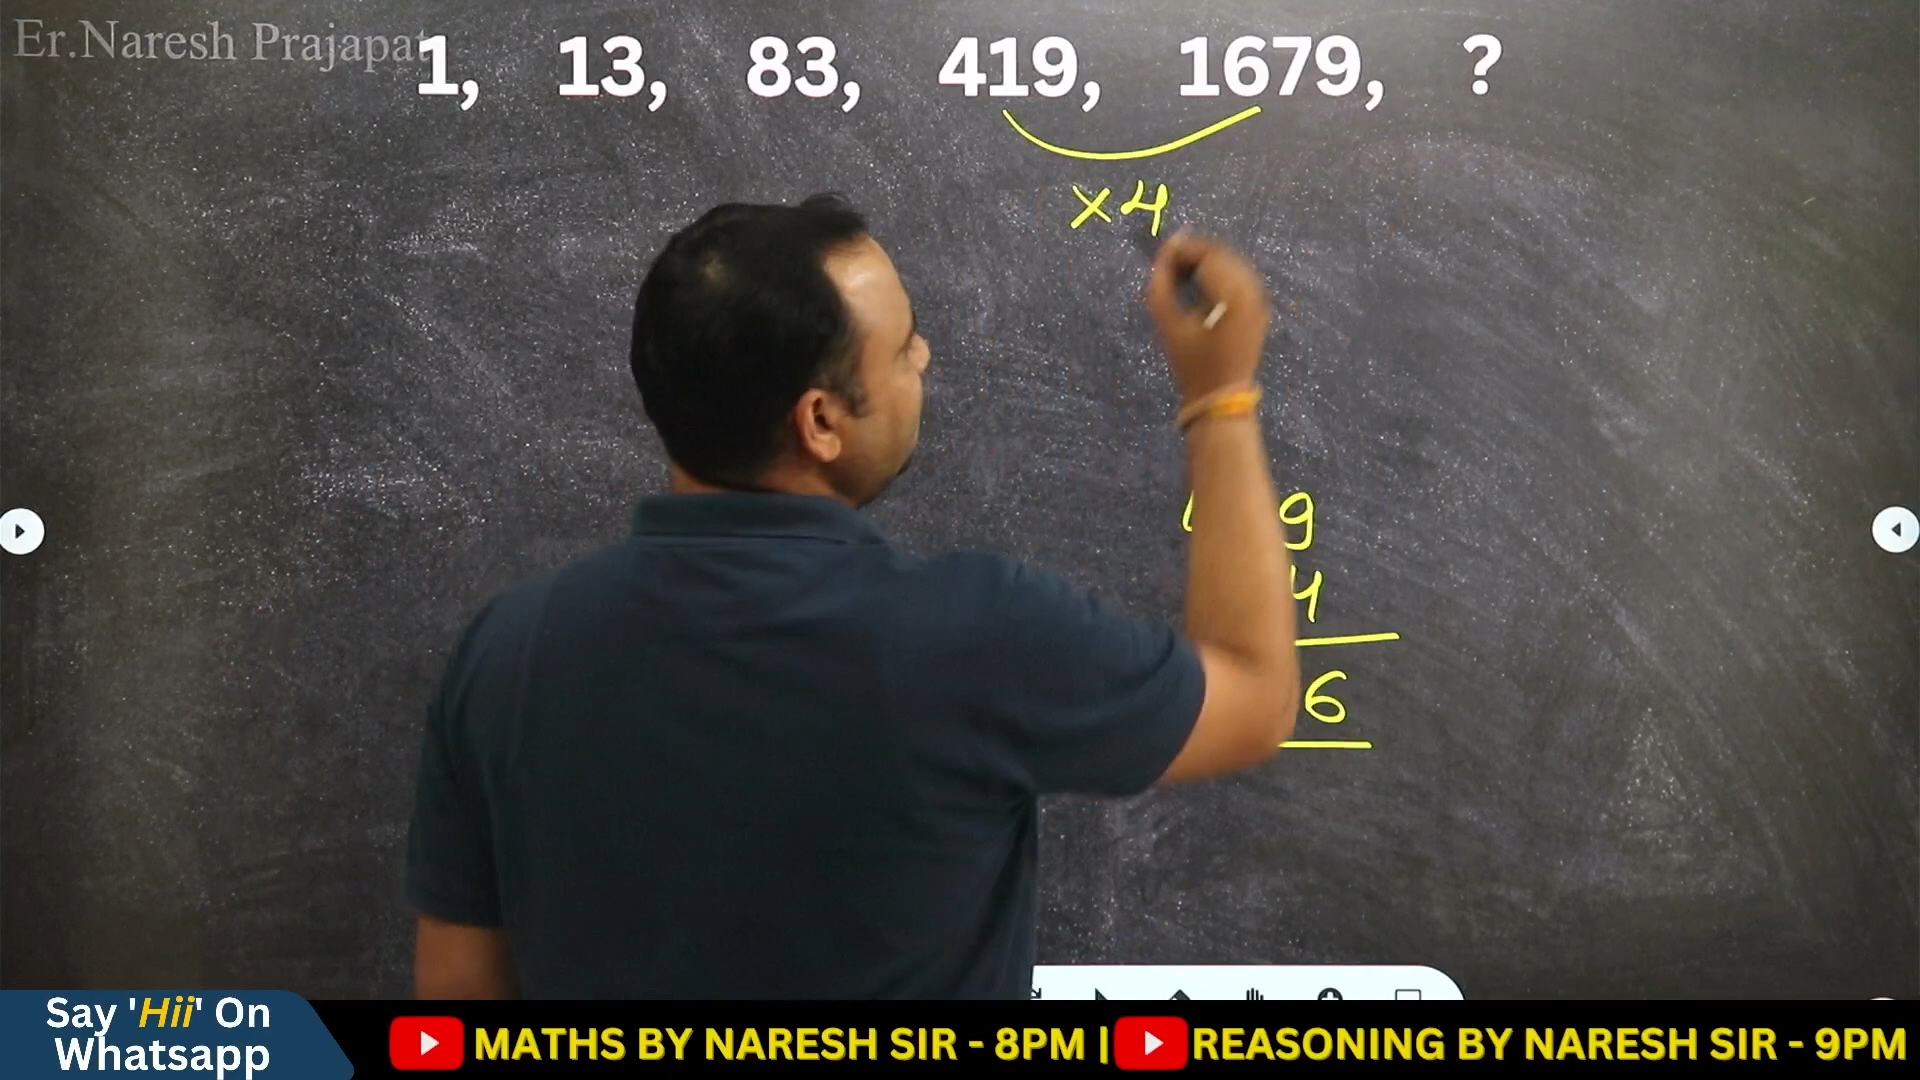 Er.Naresh Prajapat
1, 13, 83, 419, 1679, ?
×4
9
4
6
Say 'Hii' On
Whatsapp
MATHS BY NARESH SIR - 8PM | REASONING BY NARESH SIR - 9PM